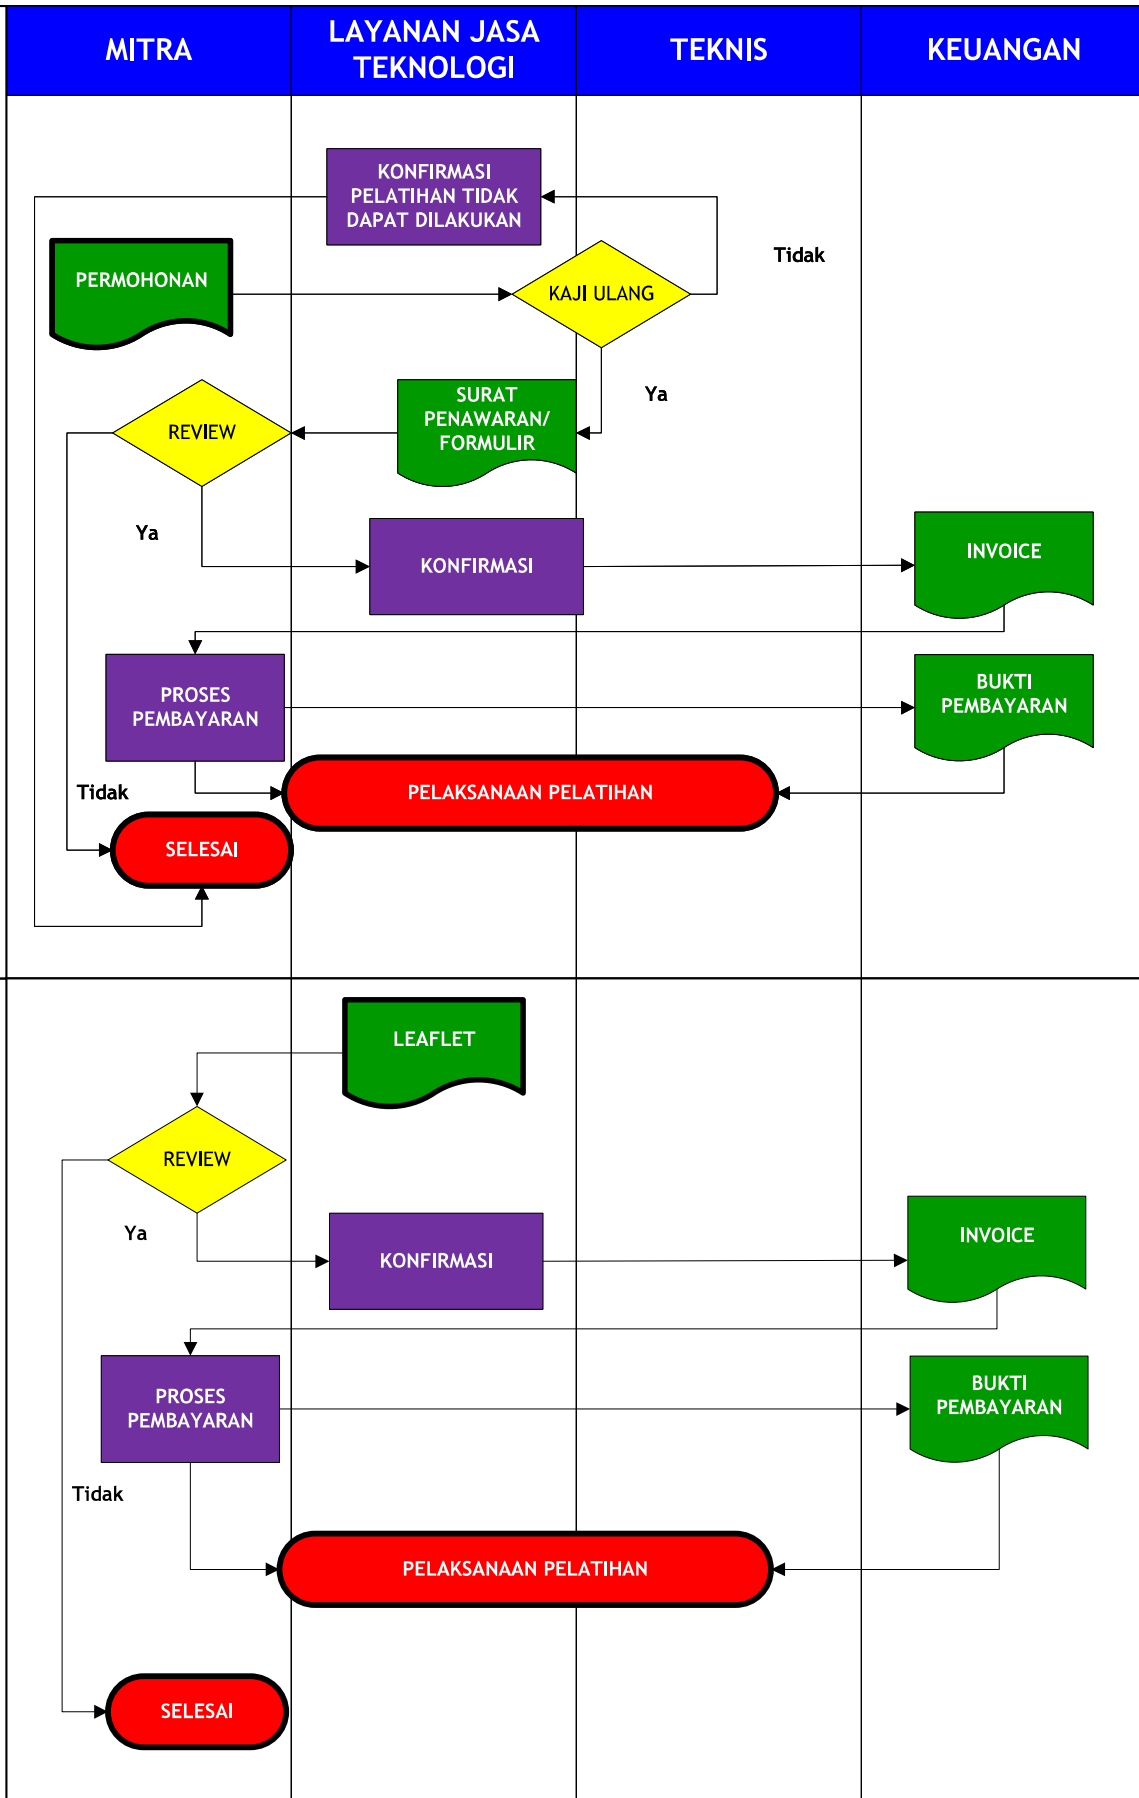 MITRA
LAYANAN JASA
TEKNOLOGI
TEKNIS
KEUANGAN
KONFIRMASI
PELATIHAN TIDAK
DAPAT DILAKUKAN
Tidak
PERMOHONAN
KAJI ULANG
Ya
SURAT
PENAWARAN/
FORMULIR
REVIEW
Ya
KONFIRMASI
INVOICE
PROSES
PEMBAYARAN
BUKTI
PEMBAYARAN
Tidak
PELAKSANAAN PELATIHAN
SELESAI
LEAFLET
REVIEW
Ya
KONFIRMASI
INVOICE
PROSES
PEMBAYARAN
BUKTI
PEMBAYARAN
Tidak
PELAKSANAAN PELATIHAN
SELESAI